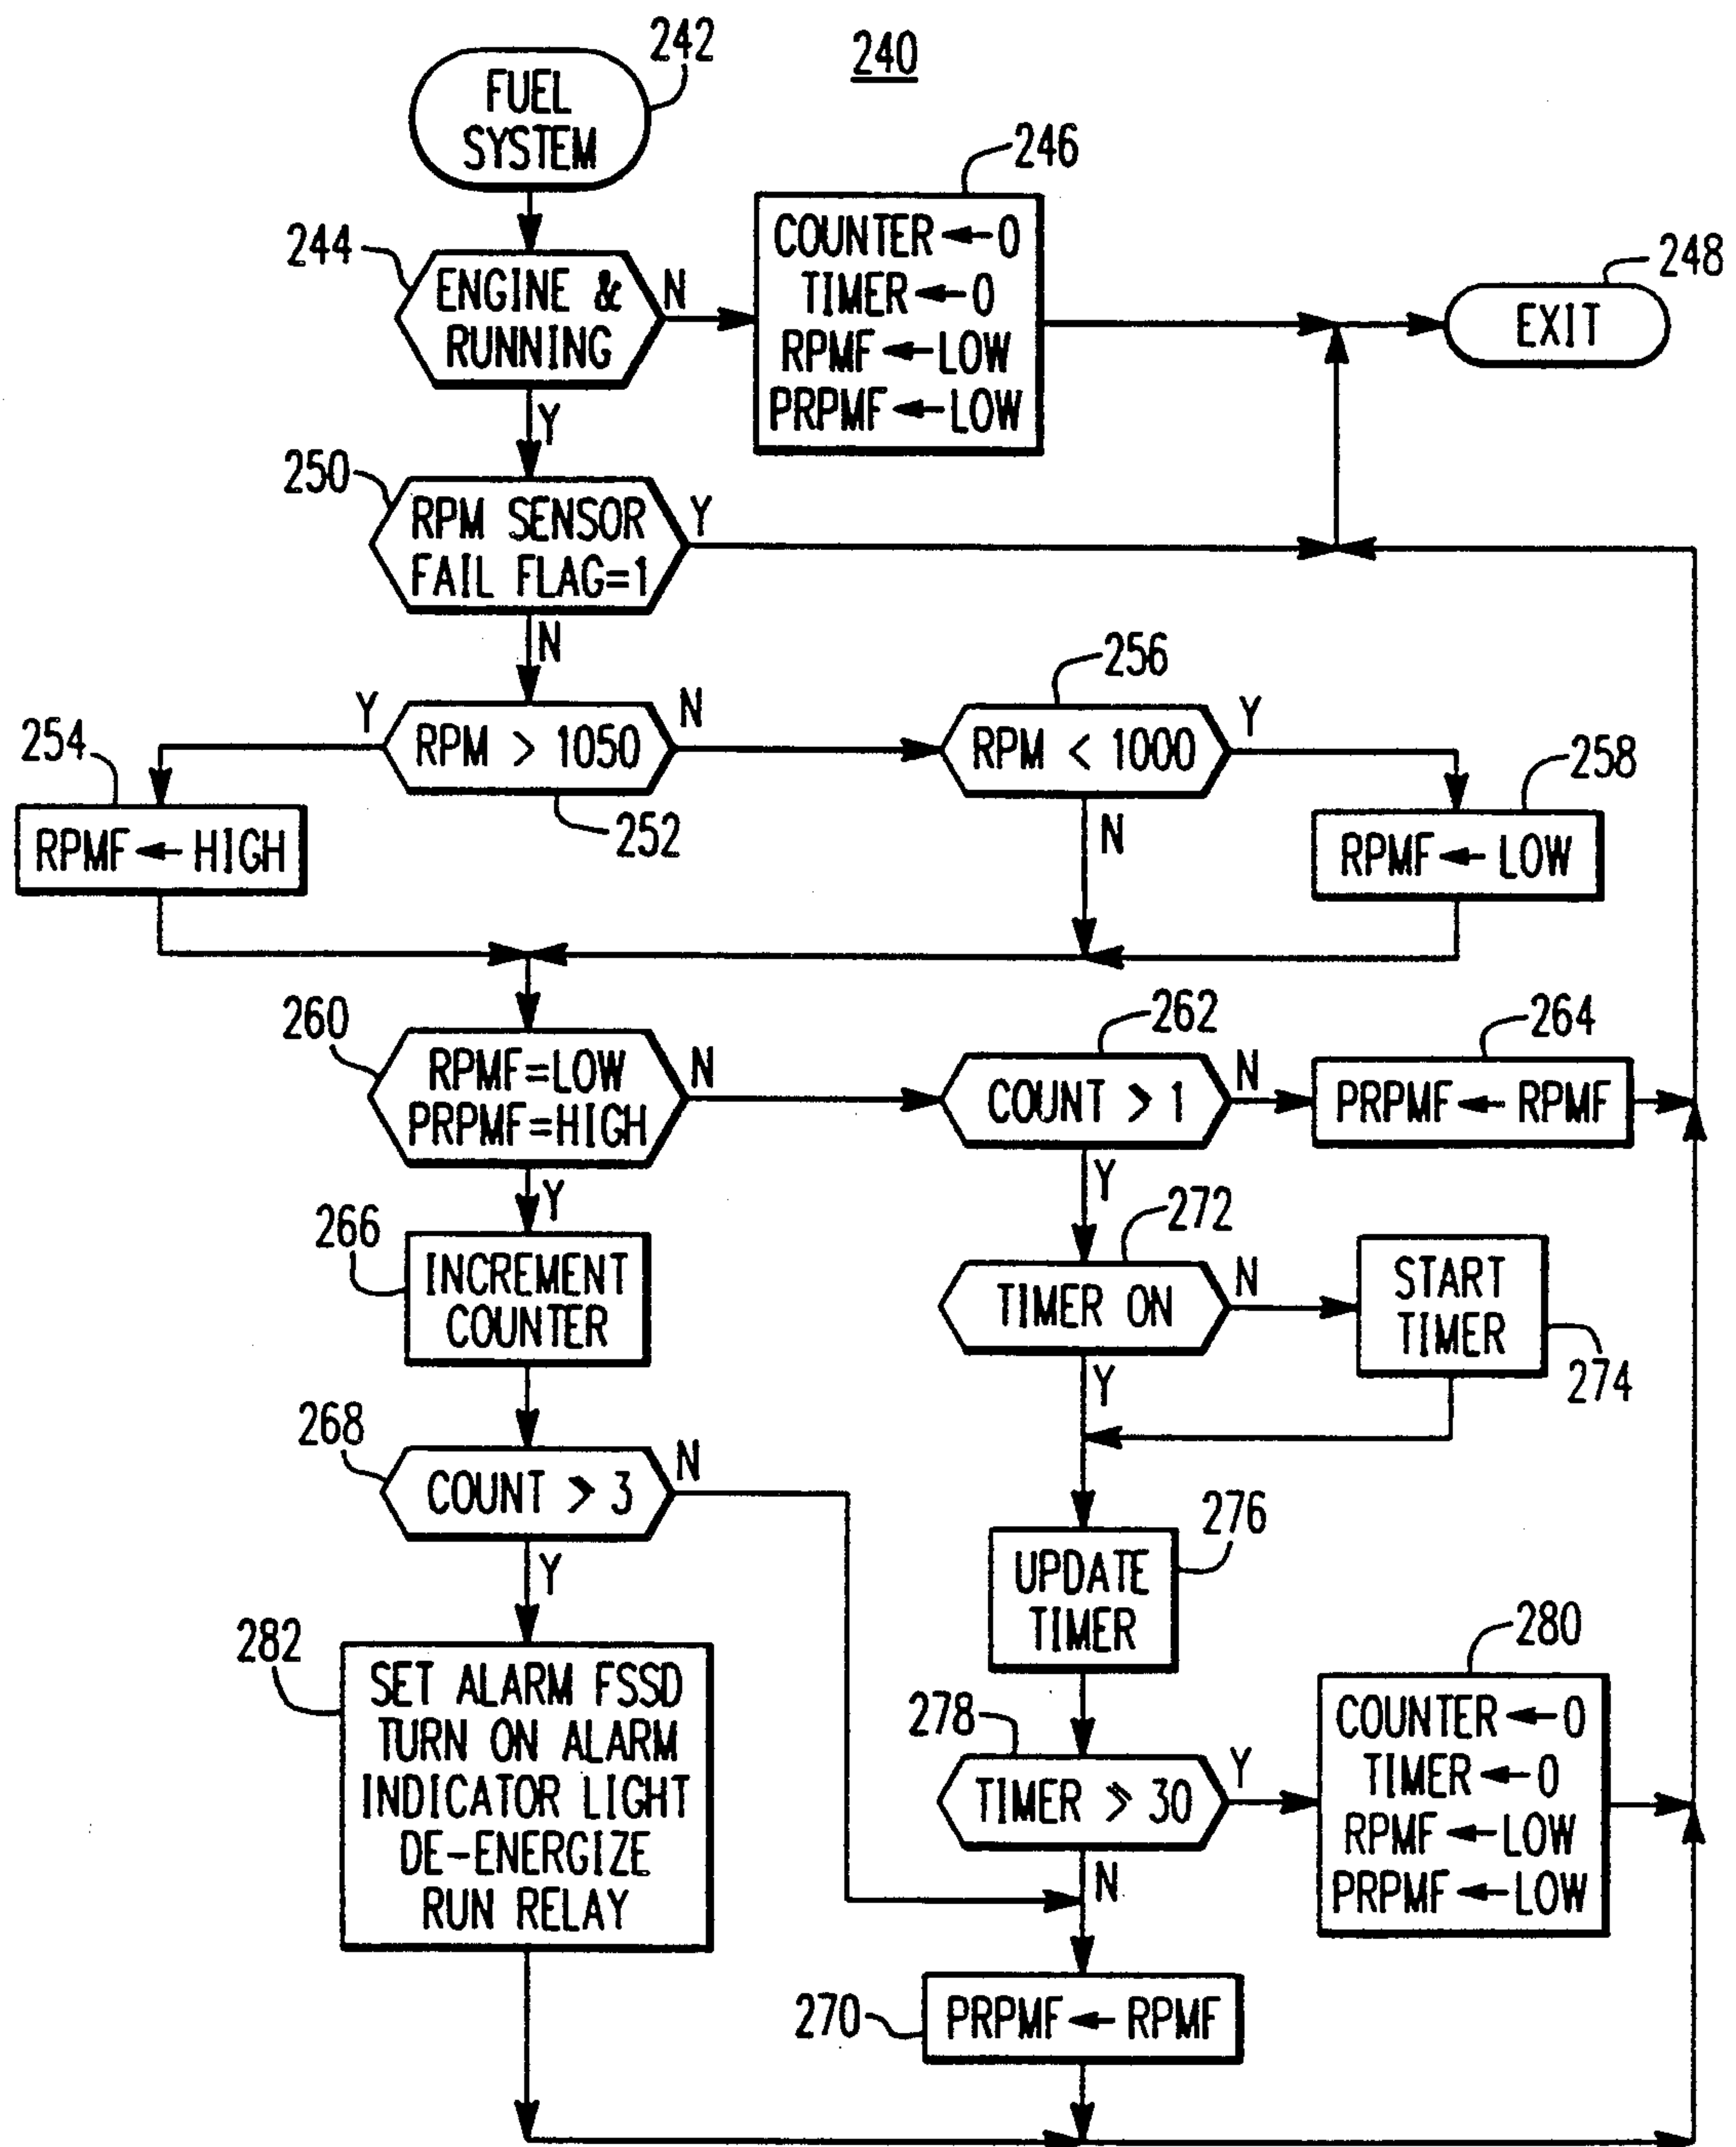 240
242
FUEL
SYSTEM
244
ENGINE &
RUNNING
N
Y
246
COUNTER ← 0
TIMER ← 0
RPMF ← LOW
PRPMF ← LOW
248
EXIT
250
RPM SENSOR
FAIL FLAG=1
Y
N
252
RPM > 1050
Y
N
254
RPMF ← HIGH
256
RPM < 1000
Y
N
258
RPMF ← LOW
260
RPMF=LOW
PRPMF=HIGH
N
Y
262
COUNT > 1
N
Y
264
PRPMF ← RPMF
266
INCREMENT
COUNTER
272
TIMER ON
N
Y
START
TIMER
274
268
COUNT > 3
N
Y
276
UPDATE
TIMER
282
SET ALARM FSSD
TURN ON ALARM
INDICATOR LIGHT
DE-ENERGIZE
RUN RELAY
278
TIMER > 30
Y
N
280
COUNTER ← 0
TIMER ← 0
RPMF ← LOW
PRPMF ← LOW
270
PRPMF ← RPMF